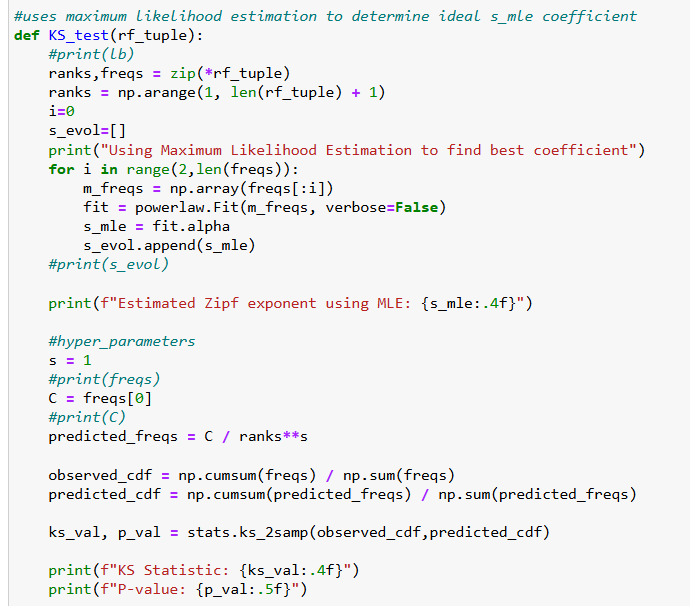 #uses maximum likelihood estimation to determine ideal s_mle coefficient
def KS_test(rf_tuple):
    #print(lb)
    ranks,freqs = zip(*rf_tuple)
    ranks = np.arange(1, len(rf_tuple) + 1)
    i=0
    s_evol=[]
    print("Using Maximum Likelihood Estimation to find best coefficient")
    for i in range(2,len(freqs)):
        m_freqs = np.array(freqs[:i])
        fit = powerlaw.Fit(m_freqs, verbose=False)
        s_mle = fit.alpha
        s_evol.append(s_mle)
    #print(s_evol)
    print(f"Estimated Zipf exponent using MLE: {s_mle:.4f}")
    #hyper_parameters
    s = 1
    #print(freqs)
    C = freqs[0]
    #print(C)
    predicted_freqs = C / ranks**s
    observed_cdf = np.cumsum(freqs) / np.sum(freqs)
    predicted_cdf = np.cumsum(predicted_freqs) / np.sum(predicted_freqs)
    ks_val, p_val = stats.ks_2samp(observed_cdf,predicted_cdf)
    print(f"KS Statistic: {ks_val:.4f}")
    print(f"P-value: {p_val:.5f}")